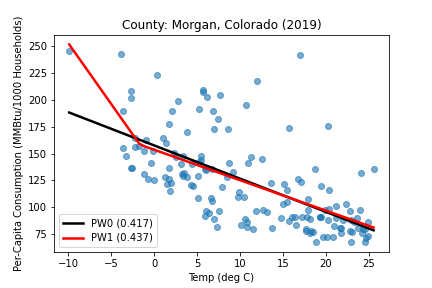 County: Morgan, Colorado (2019)
Per-Capita Consumption (MMBtu/1000 Households)
250
225
200
175
150
125
100
75
PW0 (0.417)
PW1 (0.437)
−10 −5 0 5 10 15 20 25
Temp (deg C)